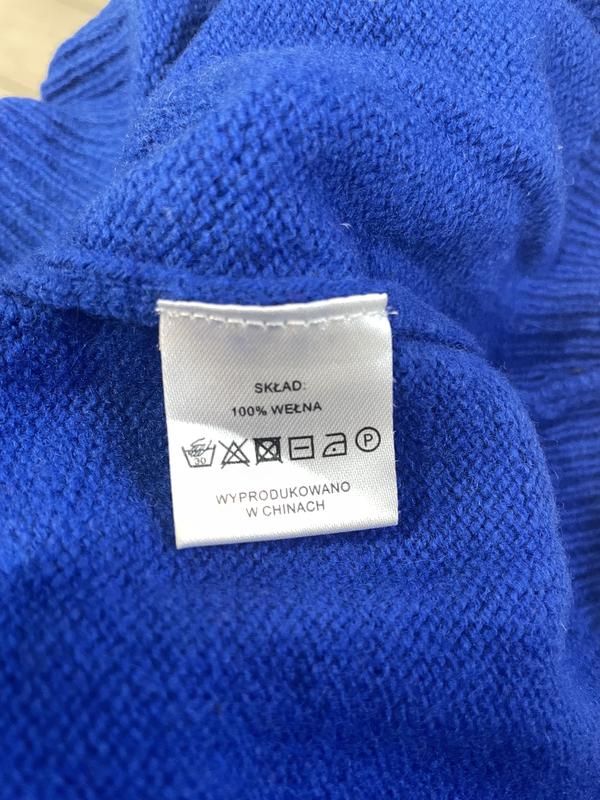 SKŁAD:
100% WEŁNA
30 P
WYPRODUKOWANO
W CHINACH